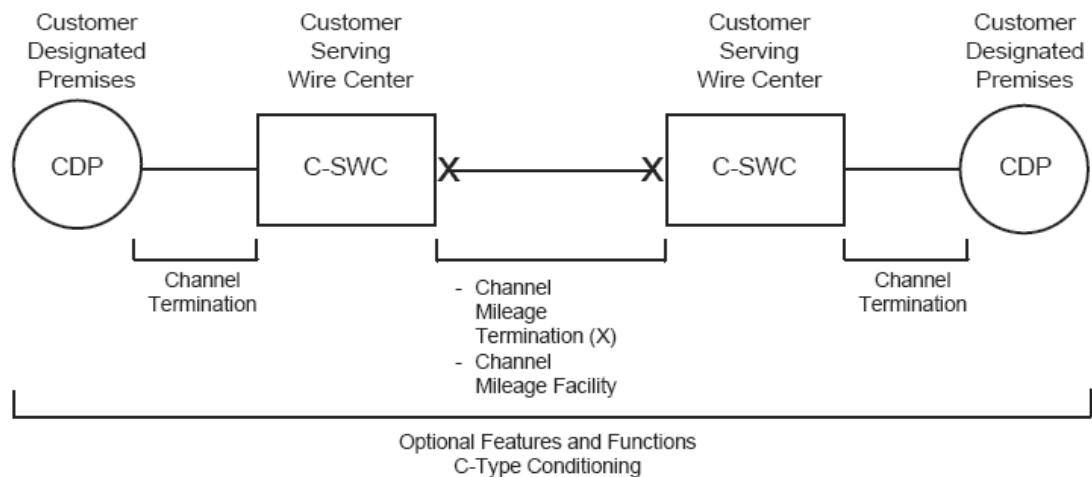 Customer
Designated
Premises
Customer
Serving
Wire Center
Customer
Serving
Wire Center
Customer
Designated
Premises
CDP
C-SWC
X
X
C-SWC
CDP
Channel
Termination
- Channel
Mileage
Termination (X)
- Channel
Mileage Facility
Channel
Termination
Optional Features and Functions
C-Type Conditioning